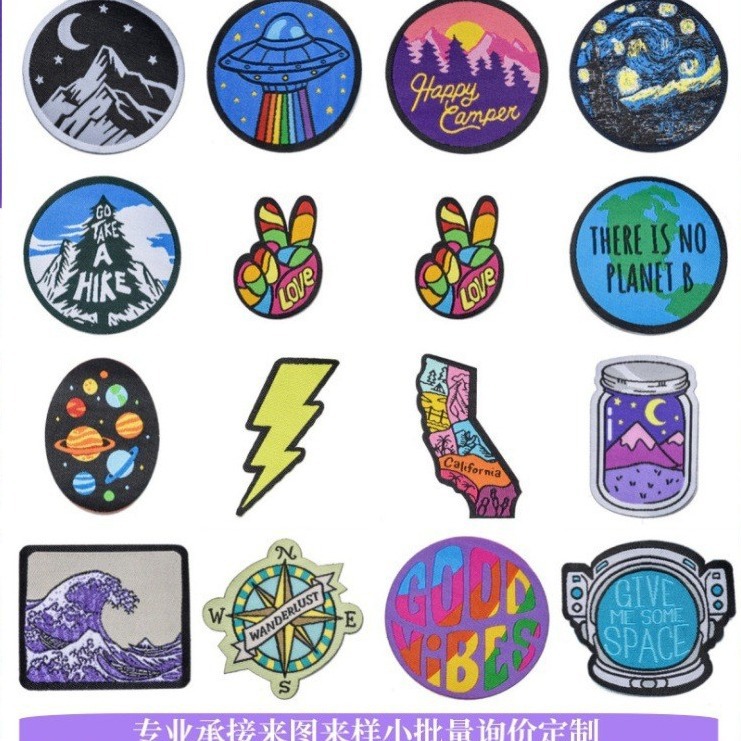 Happy
Camper
GO
TAKE
A
HIKE
LOVE
LOVE
THERE IS NO
PLANET B
California
N
W
WANDERLUST
E
S
GOOD
VIBES
GIVE
ME SOME
SPACE
专业承接来图来样小批量询价定制